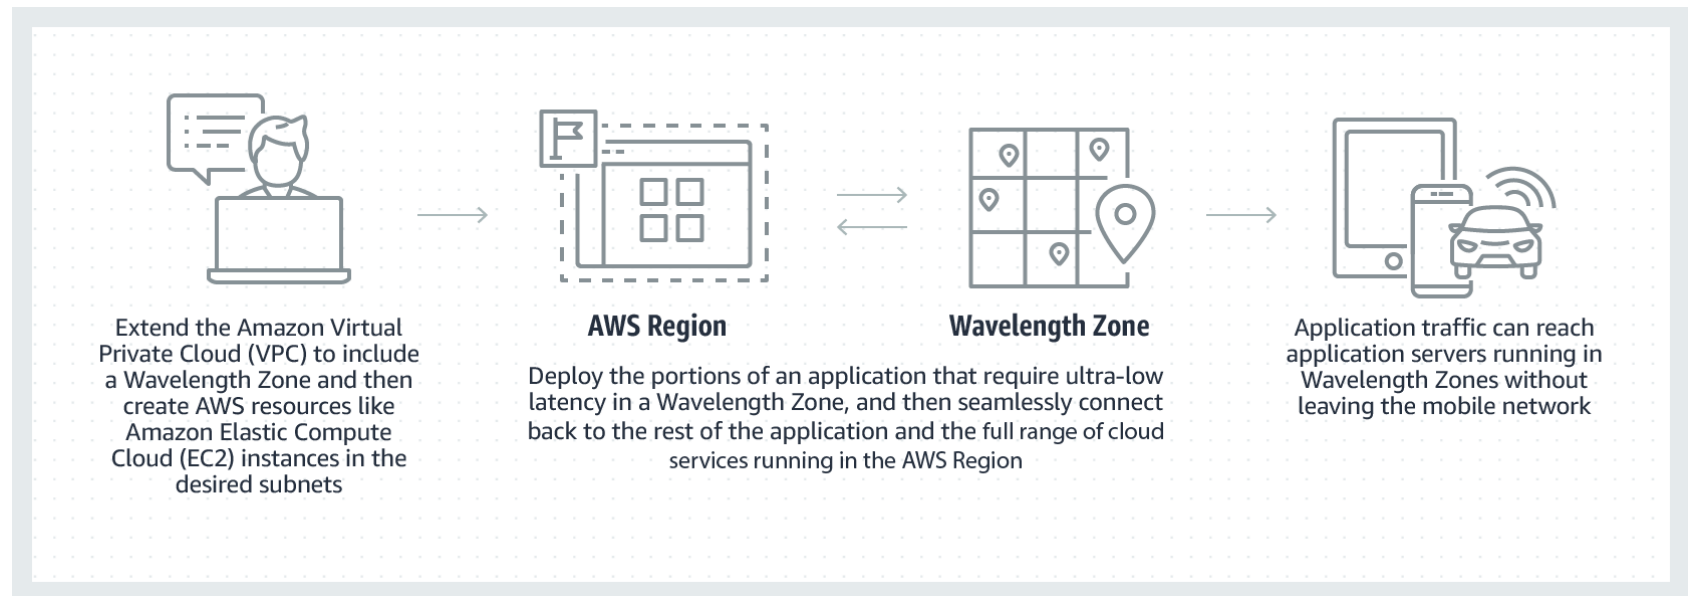 Extend the Amazon Virtual
Private Cloud (VPC) to include
a Wavelength Zone and then
create AWS resources like
Amazon Elastic Compute
Cloud (EC2) instances in the
desired subnets
AWS Region
Wavelength Zone
Deploy the portions of an application that require ultra-low
latency in a Wavelength Zone, and then seamlessly connect
back to the rest of the application and the full range of cloud
services running in the AWS Region
Application traffic can reach
application servers running in
Wavelength Zones without
leaving the mobile network